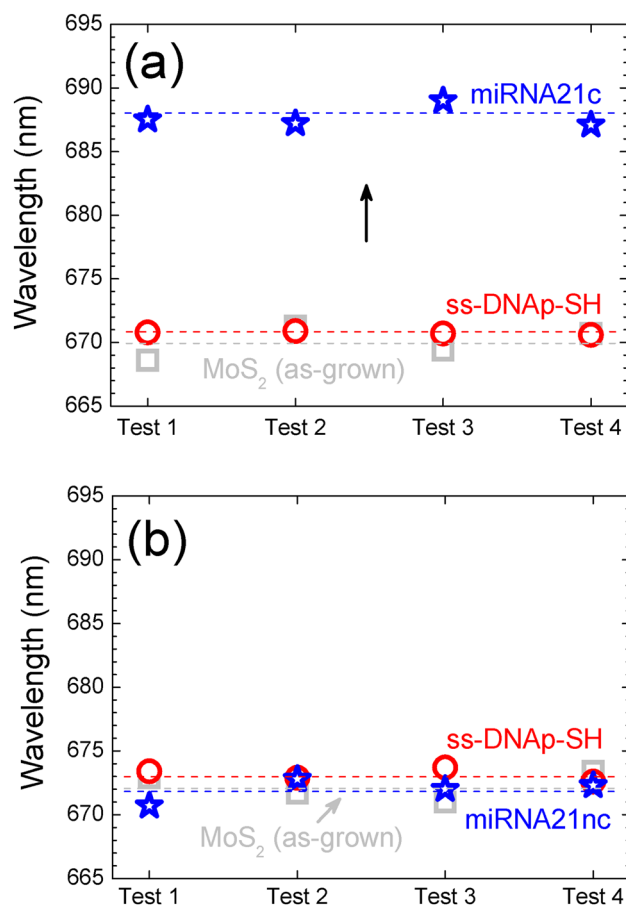 (a)
695
690
685
680
675
670
665
Wavelength (nm)
miRNA21c
ss-DNAp-SH
MoS₂ (as-grown)
Test 1 Test 2 Test 3 Test 4
(b)
695
690
685
680
675
670
665
Wavelength (nm)
ss-DNAp-SH
miRNA21nc
MoS₂ (as-grown)
Test 1 Test 2 Test 3 Test 4